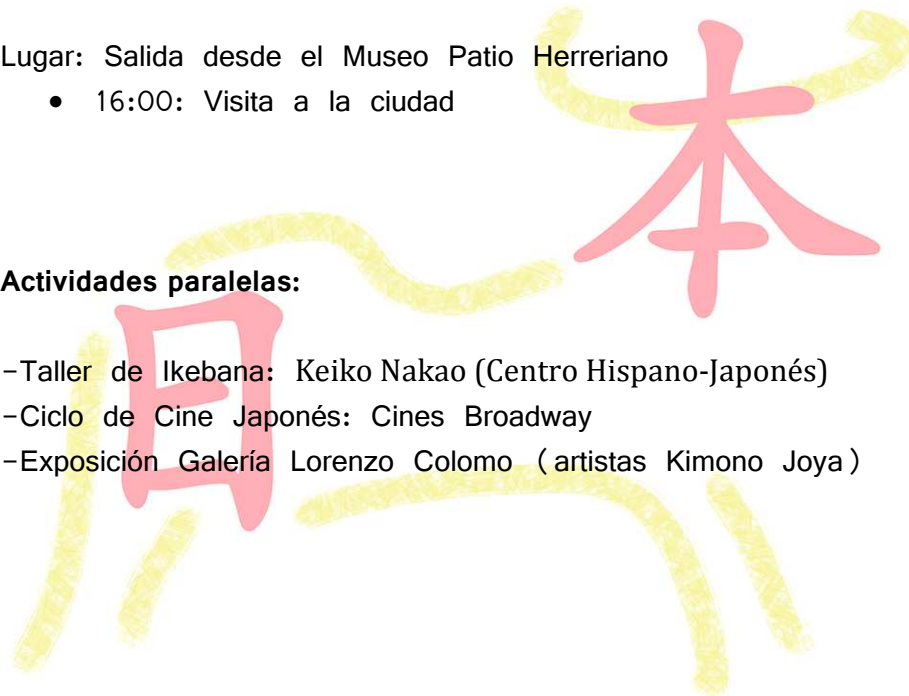 Lugar: Salida desde el Museo Patio Herreriano
• 16:00: Visita a la ciudad
本
Actividades paralelas:
日
-Taller de Ikebana: Keiko Nakao (Centro Hispano-Japonés)
-Ciclo de Cine Japonés: Cines Broadway
-Exposición Galería Lorenzo Colomo (artistas Kimono Joya)